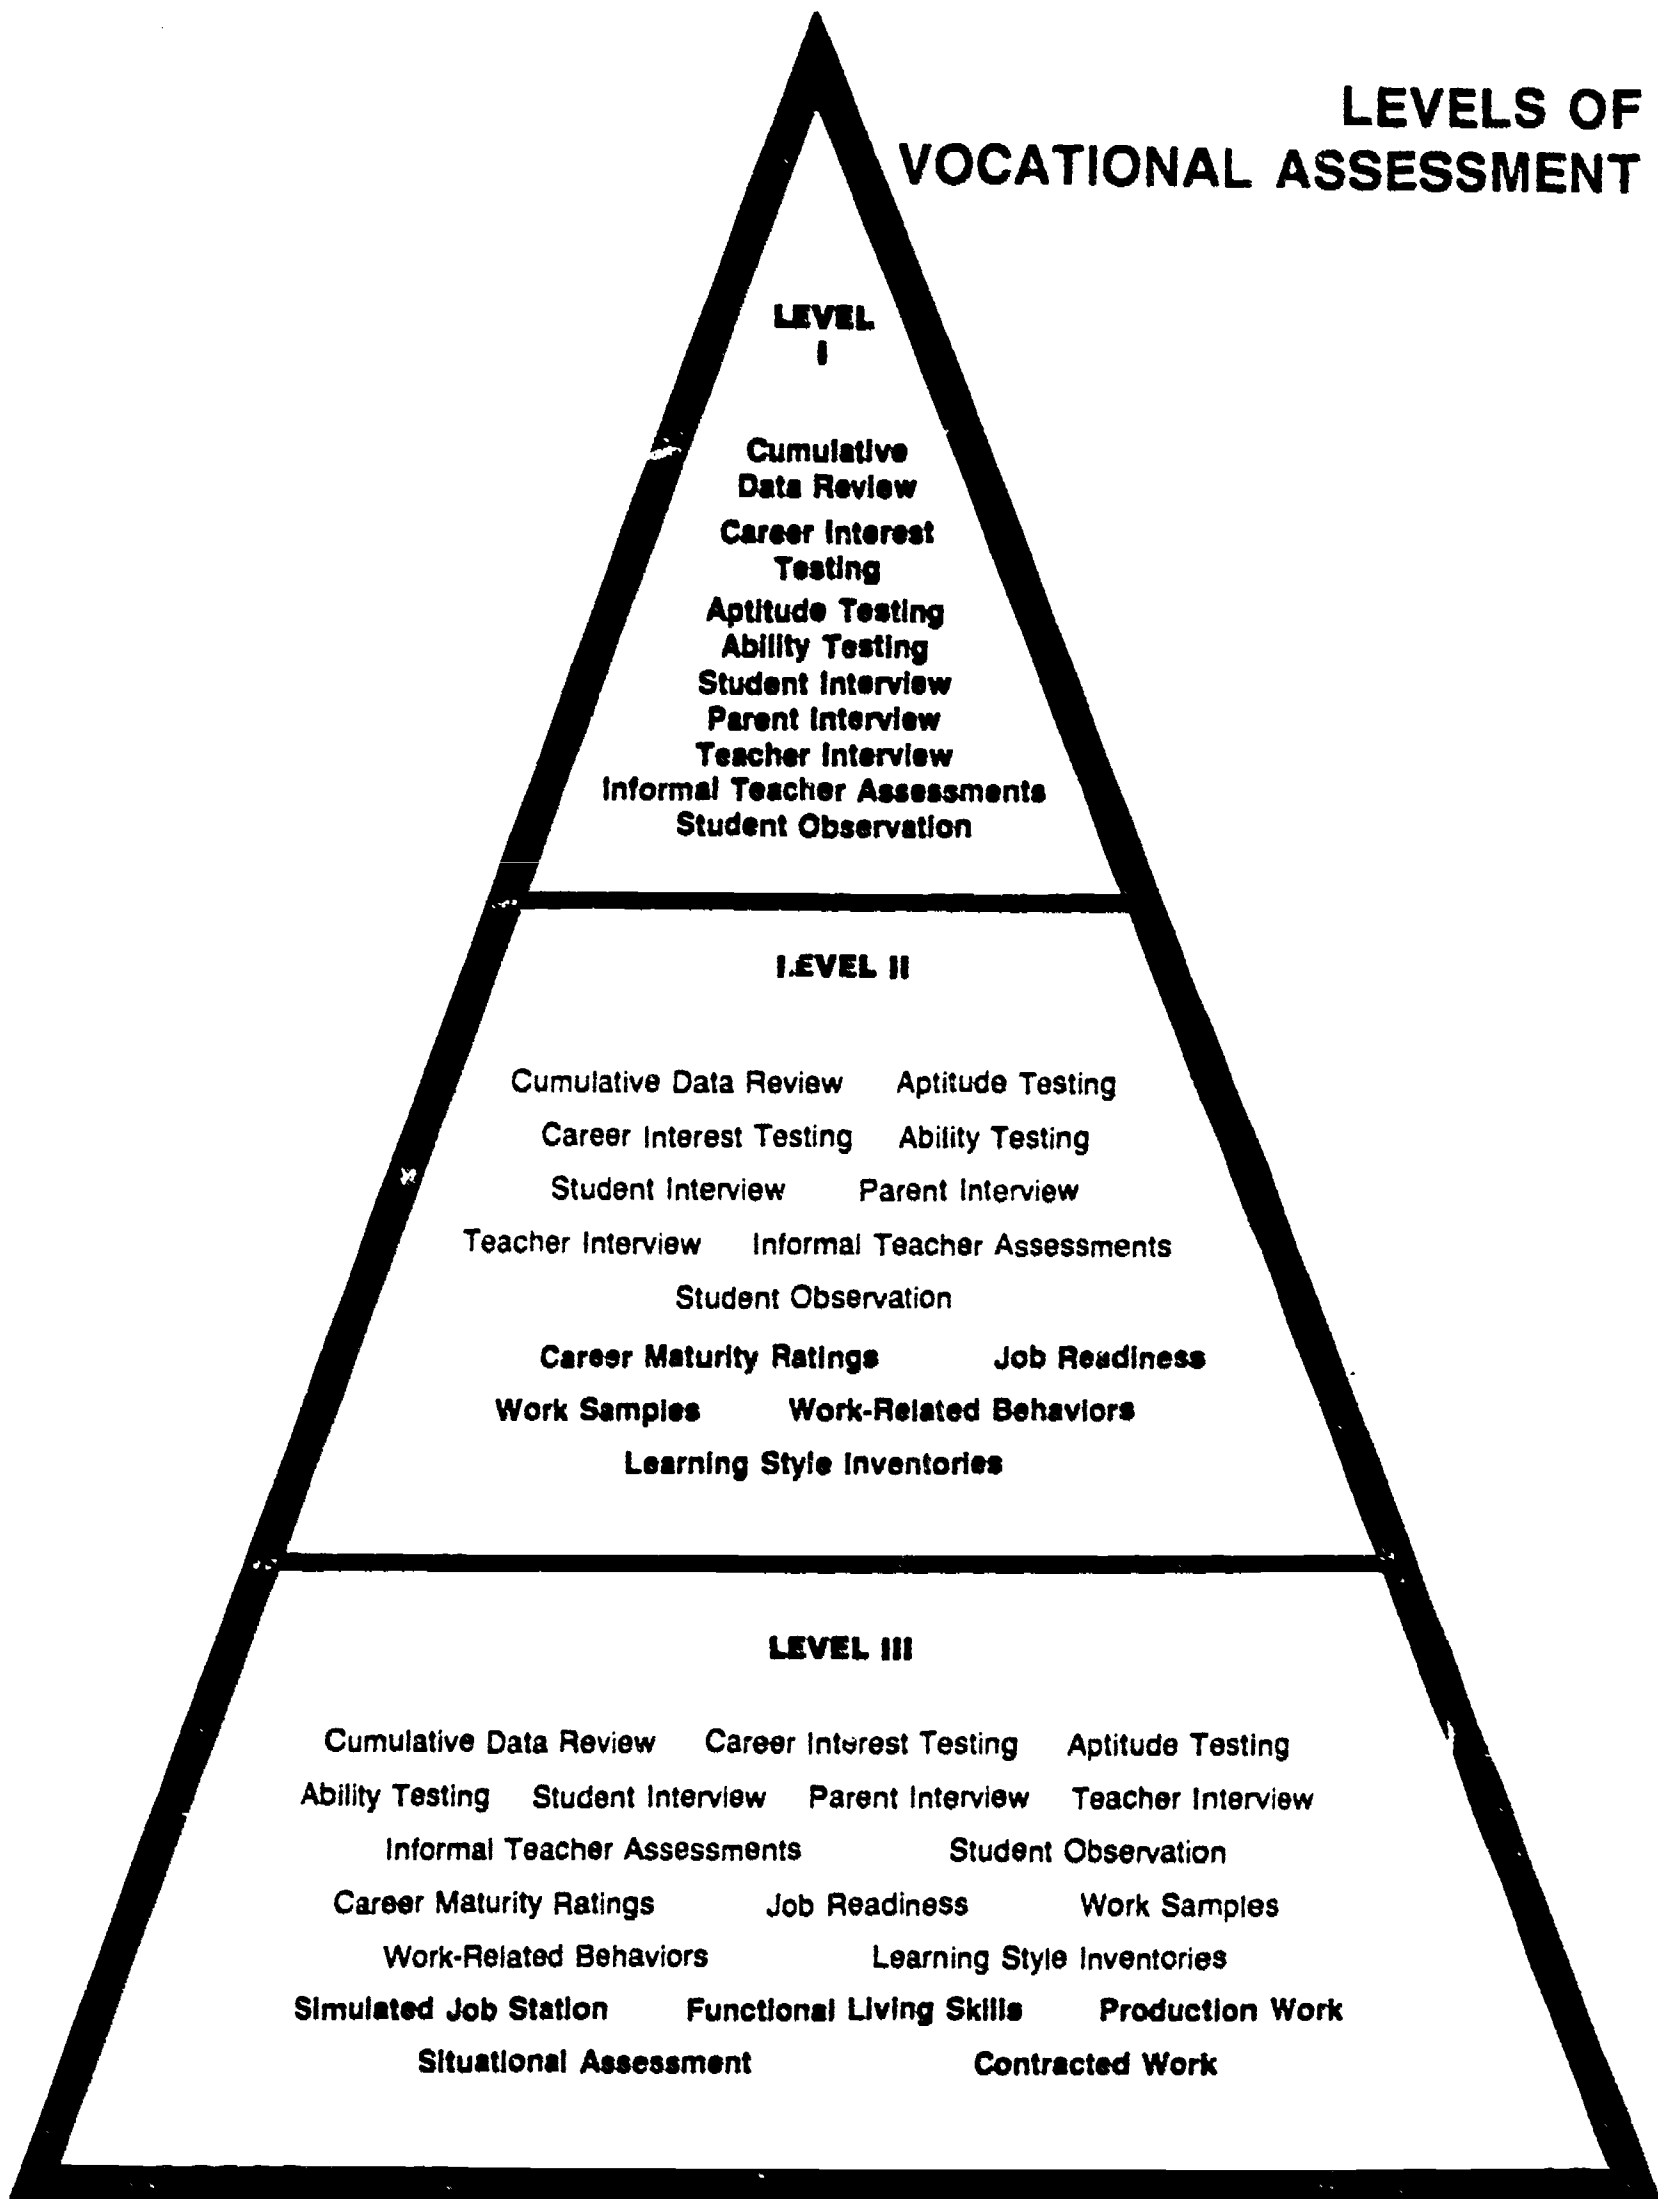 LEVELS OF
VOCATIONAL ASSESSMENT
LEVEL
I
Cumulative
Data Review
Career Interest
Testing
Aptitude Testing
Ability Testing
Student Interview
Parent Interview
Teacher Interview
Informal Teacher Assessments
Student Observation
LEVEL II
Cumulative Data Review Aptitude Testing
Career Interest Testing Ability Testing
Student Interview Parent Interview
Teacher Interview Informal Teacher Assessments
Student Observation
Career Maturity Ratings Job Readiness
Work Samples Work-Related Behaviors
Learning Style Inventories
LEVEL III
Cumulative Data Review Career Interest Testing Aptitude Testing
Ability Testing Student Interview Parent Interview Teacher Interview
Informal Teacher Assessments Student Observation
Career Maturity Ratings Job Readiness Work Samples
Work-Related Behaviors Learning Style Inventories
Simulated Job Station Functional Living Skills Production Work
Situational Assessment Contracted Work